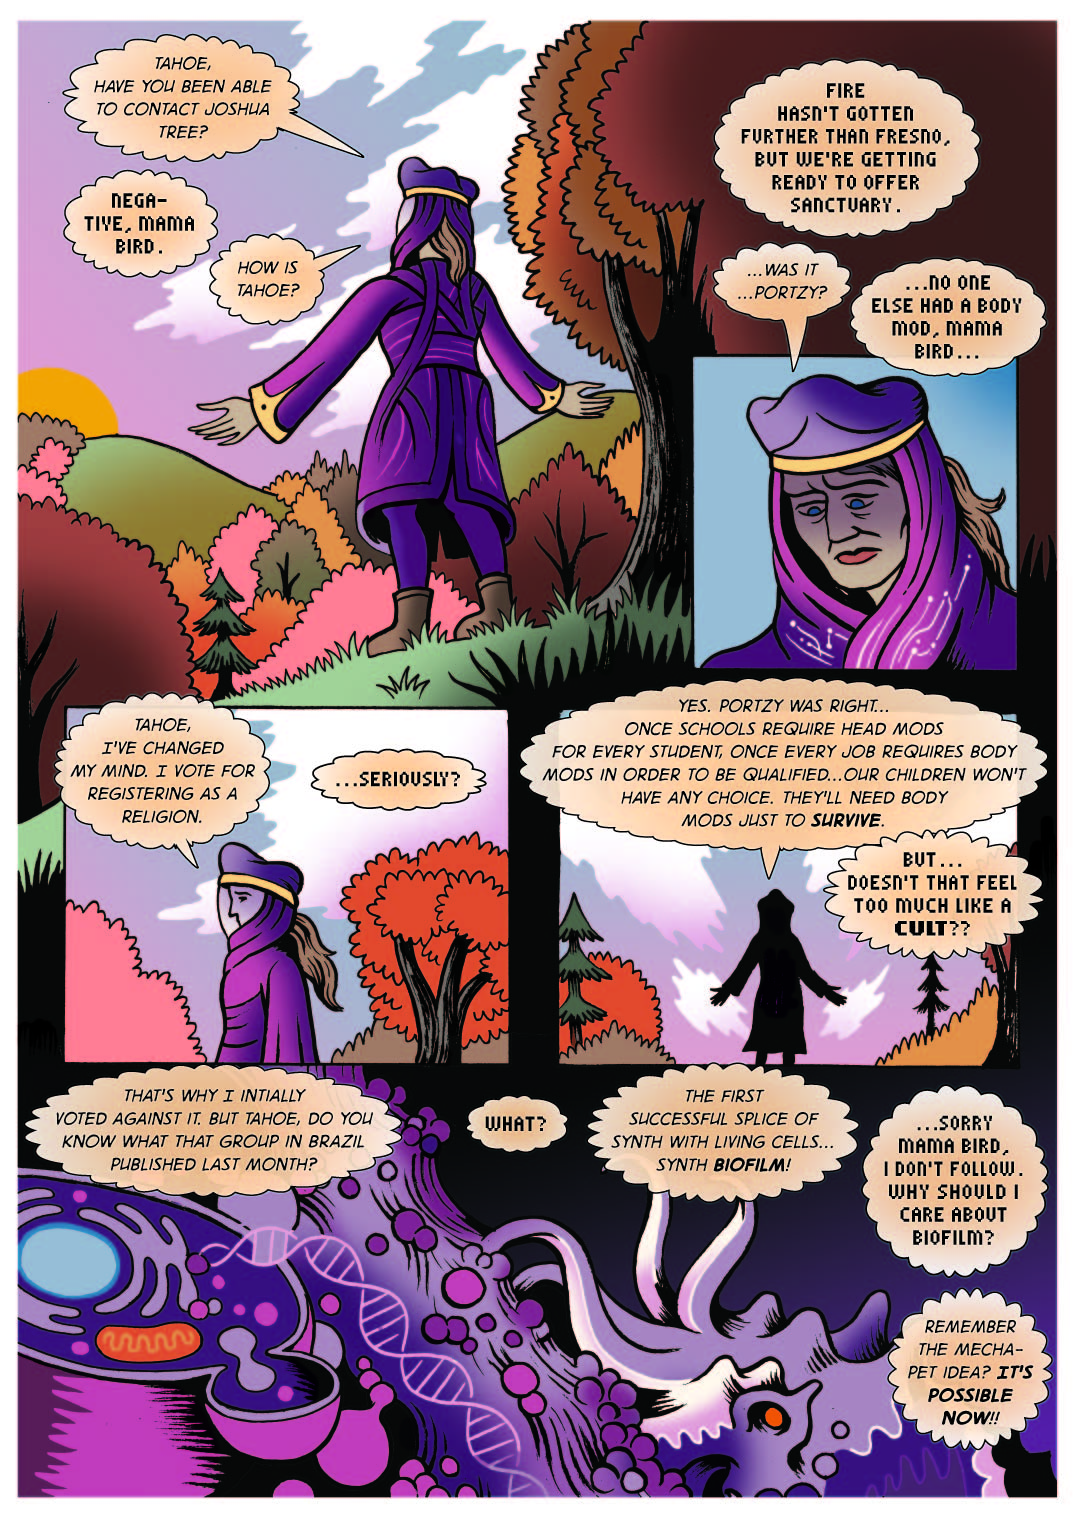 TAHOE,
HAVE YOU BEEN ABLE
TO CONTACT JOSHUA
TREE?
NEGA-
TIVE, MAMA
BIRD.
HOW IS
TAHOE?
FIRE
HASN'T GOTTEN
FURTHER THAN FRESNO,
BUT WE'RE GETTING
READY TO OFFER
SANCTUARY.
...WAS IT
...PORTZY?
...NO ONE
ELSE HAD A BODY
MOD, MAMA
BIRD...
TAHOE,
I'VE CHANGED
MY MIND. I VOTE FOR
REGISTERING AS A
RELIGION.
...SERIOUSLY?
YES. PORTZY WAS RIGHT...
ONCE SCHOOLS REQUIRE HEAD MODS
FOR EVERY STUDENT, ONCE EVERY JOB REQUIRES BODY
MODS IN ORDER TO BE QUALIFIED...OUR CHILDREN WON'T
HAVE ANY CHOICE. THEY'LL NEED BODY
MODS JUST TO SURVIVE.
BUT...
DOESN'T THAT FEEL
TOO MUCH LIKE A
CULT??
THAT'S WHY I INTIALLY
VOTED AGAINST IT. BUT TAHOE, DO YOU
KNOW WHAT THAT GROUP IN BRAZIL
PUBLISHED LAST MONTH?
WHAT?
THE FIRST
SUCCESSFUL SPLICE OF
SYNTH WITH LIVING CELLS...
SYNTH BIOFILM!
...SORRY
MAMA BIRD,
I DON'T FOLLOW.
WHY SHOULD I
CARE ABOUT
BIOFILM?
REMEMBER
THE MECHA-
PET IDEA? IT'S
POSSIBLE
NOW!!